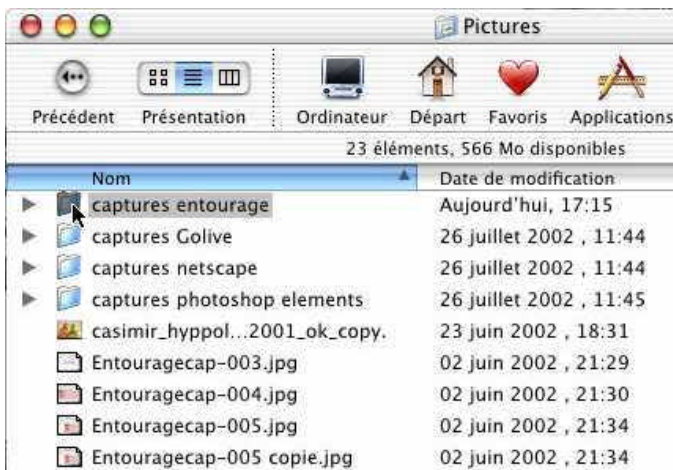 Pictures
Précédent Présentation Ordinateur Départ Favoris Applications
23 éléments, 566 Mo disponibles
Nom Date de modification
captures entourage Aujourd'hui, 17:15
captures Golive 26 juillet 2002 , 11:44
captures netscape 26 juillet 2002 , 11:44
captures photoshop elements 26 juillet 2002 , 11:45
casimir_hyppol...2001_ok_copy. 23 juin 2002 , 18:31
Entouragecap-003.jpg 02 juin 2002 , 21:29
Entouragecap-004.jpg 02 juin 2002 , 21:30
Entouragecap-005.jpg 02 juin 2002 , 21:34
Entouragecap-005 copie.jpg 02 juin 2002 , 21:34